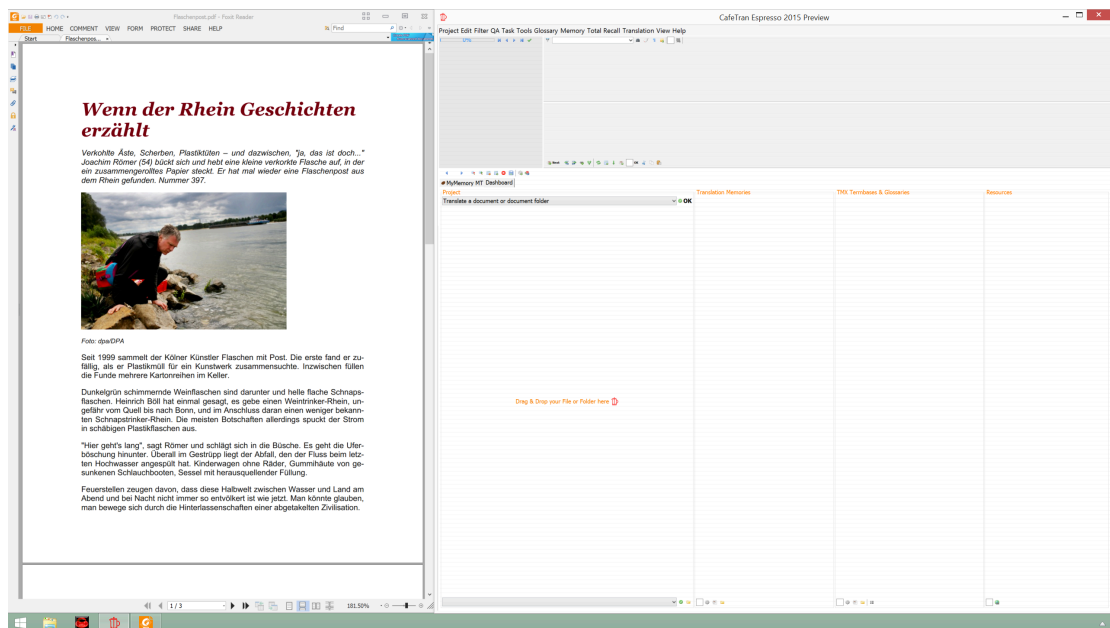 Flaschenpost.pdf - Foxit Reader
FILE HOME COMMENT VIEW FORM PROTECT SHARE HELP
Find
Start Flaschenpos...
Wenn der Rhein Geschichten
erzählt
Verkohlte Äste, Scherben, Plastiktüten – und dazwischen, "ja, das ist doch..."
Joachim Römer (54) bückt sich und hebt eine kleine verkorkte Flasche auf, in der
ein zusammengerolltes Papier steckt. Er hat mal wieder eine Flaschenpost aus
dem Rhein gefunden. Nummer 397.
Foto: dpa/DPA
Seit 1999 sammelt der Kölner Künstler Flaschen mit Post. Die erste fand er zu-
fällig, als er Plastikmüll für ein Kunstwerk zusammensuchte. Inzwischen füllen
die Funde mehrere Kartonreihen im Keller.
Dunkelgrün schimmernde Weinflaschen sind darunter und helle flache Schnaps-
flaschen. Heinrich Böll hat einmal gesagt, es gebe einen Weintrinker-Rhein, un-
gefähr vom Quell bis nach Bonn, und im Anschluss daran einen weniger bekann-
ten Schnapstrinker-Rhein. Die meisten Botschaften allerdings spuckt der Strom
in schäbigen Plastikflaschen aus.
"Hier geht's lang", sagt Römer und schlägt sich in die Büsche. Es geht die Ufer-
böschung hinunter. Überall im Gestrüpp liegt der Abfall, den der Fluss beim letz-
ten Hochwasser angespült hat. Kinderwagen ohne Räder, Gummihäute von ge-
sunkenen Schlauchbooten, Sessel mit herausquellender Füllung.
Feuerstellen zeugen davon, dass diese Halbwelt zwischen Wasser und Land am
Abend und bei Nacht nicht immer so entvölkert ist wie jetzt. Man könnte glauben,
man bewege sich durch die Hinterlassenschaften einer abgetakelten Zivilisation.
1 / 3
181.50%
CafeTran Espresso 2015 Preview
Project Edit Filter QA Task Tools Glossary Memory Total Recall Translation View Help
MyMemory MT Dashboard
Project Translation Memories TMX Termbases & Glossaries Resources
Translate a document or document folder OK
Drag & Drop your File or Folder here